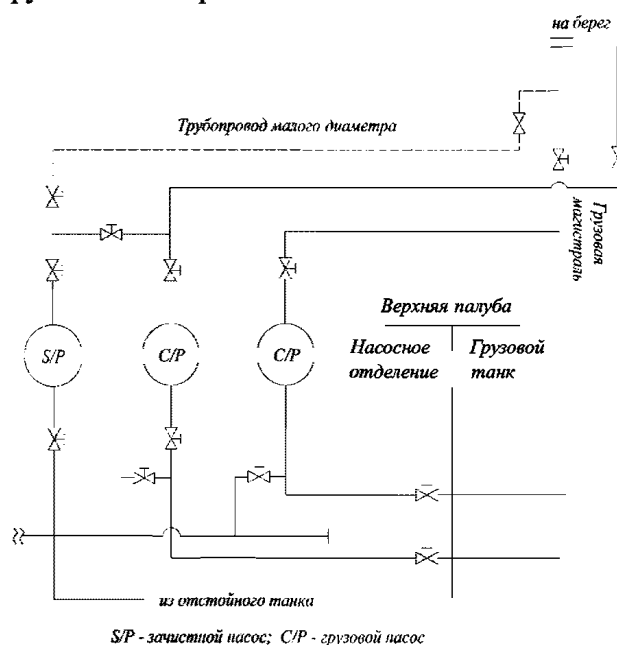 на берег
Трубопровод малого диаметра
Грузовая
магистраль
Верхняя палуба
Насосное
отделение
Грузовой
танк
S/P
C/P
C/P
из отстойного танка
S/P - зачистной насос; C/P - грузовой насос